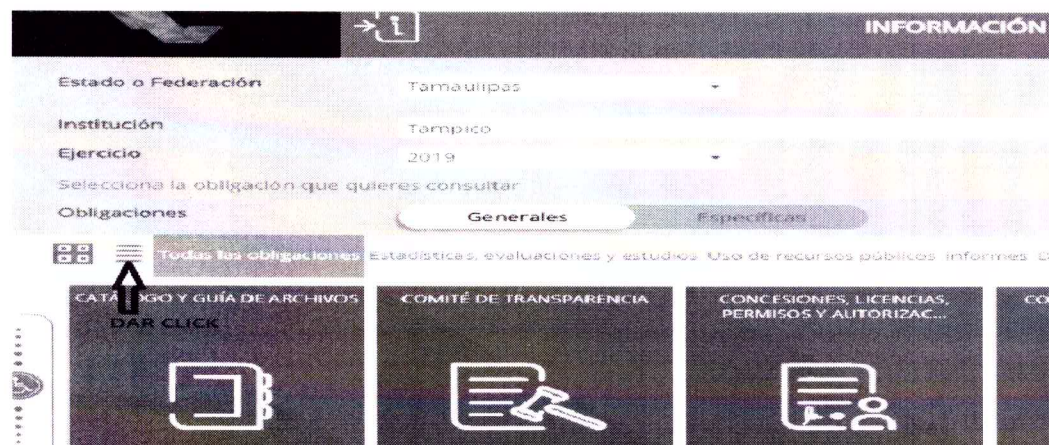 INFORMACIÓN
Estado o Federación
Tamaulipas
Institución
Tampico
Ejercicio
2019
Selecciona la obligación que quieres consultar
Obligaciones
Generales
Específicas
Todas las obligaciones Estadísticas, evaluaciones y estudios Uso de recursos públicos Informes
CATÁLOGO Y GUÍA DE ARCHIVOS
DAR CLICK
COMITÉ DE TRANSPARENCIA
CONCESIONES, LICENCIAS,
PERMISOS Y AUTORIZAC...
CO